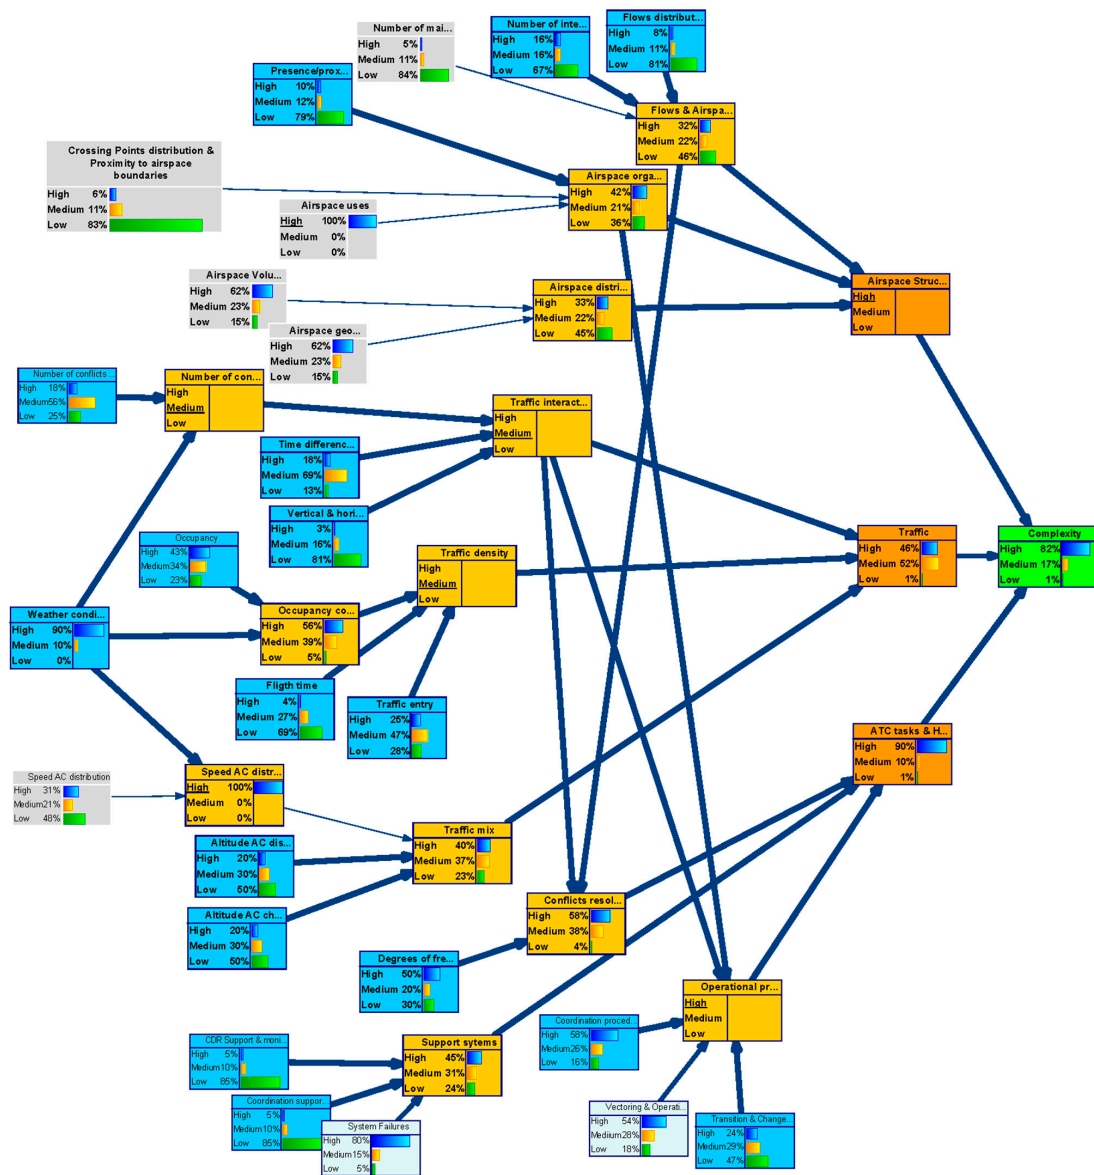 Flows distribut...
High 8%
Medium 11%
Low 81%
Number of inte...
High 16%
Medium 16%
Low 67%
Number of mai...
High 5%
Medium 11%
Low 84%
Presence/prox...
High 10%
Medium 12%
Low 79%
Flows & Airspa...
High 32%
Medium 22%
Low 46%
Crossing Points distribution &
Proximity to airspace
boundaries
High 6%
Medium 11%
Low 83%
Airspace orga...
High 42%
Medium 21%
Low 36%
Airspace uses
High 100%
Medium 0%
Low 0%
Airspace Volu...
High 62%
Medium 23%
Low 15%
Airspace distri...
High 33%
Medium 22%
Low 45%
Airspace Struc...
High
Medium
Low
Airspace geo...
High 62%
Medium 23%
Low 15%
Number of conflicts
High 18%
Medium 56%
Low 25%
Number of con...
High
Medium
Low
Traffic interact...
High
Medium
Low
Time differenc...
High 18%
Medium 69%
Low 13%
Vertical & hori...
High 3%
Medium 16%
Low 81%
Occupancy
High 43%
Medium 34%
Low 23%
Traffic density
High
Medium
Low
Traffic
High 46%
Medium 52%
Low 1%
Complexity
High 82%
Medium 17%
Low 1%
Weather condi...
High 90%
Medium 10%
Low 0%
Occupancy co...
High 56%
Medium 39%
Low 5%
Fligth time
High 4%
Medium 27%
Low 69%
Traffic entry
High 25%
Medium 47%
Low 28%
ATC tasks & H...
High 90%
Medium 10%
Low 1%
Speed AC distribution
High 31%
Medium 21%
Low 48%
Speed AC distr...
High 100%
Medium 0%
Low 0%
Traffic mix
High 40%
Medium 37%
Low 23%
Altitude AC dis...
High 20%
Medium 30%
Low 50%
Altitude AC ch...
High 20%
Medium 30%
Low 50%
Conflicts resol...
High 58%
Medium 38%
Low 4%
Degrees of fre...
High 50%
Medium 20%
Low 30%
Operational pr...
High
Medium
Low
Coordination proced...
High 58%
Medium 26%
Low 16%
CDR Support & moni...
High 5%
Medium 10%
Low 85%
Support sytems
High 45%
Medium 31%
Low 24%
Coordination suppor...
High 5%
Medium 10%
Low 85%
System Failures
High 80%
Medium 15%
Low 5%
Vectoring & Operati...
High 54%
Medium 28%
Low 18%
Transition & Change...
High 24%
Medium 29%
Low 47%